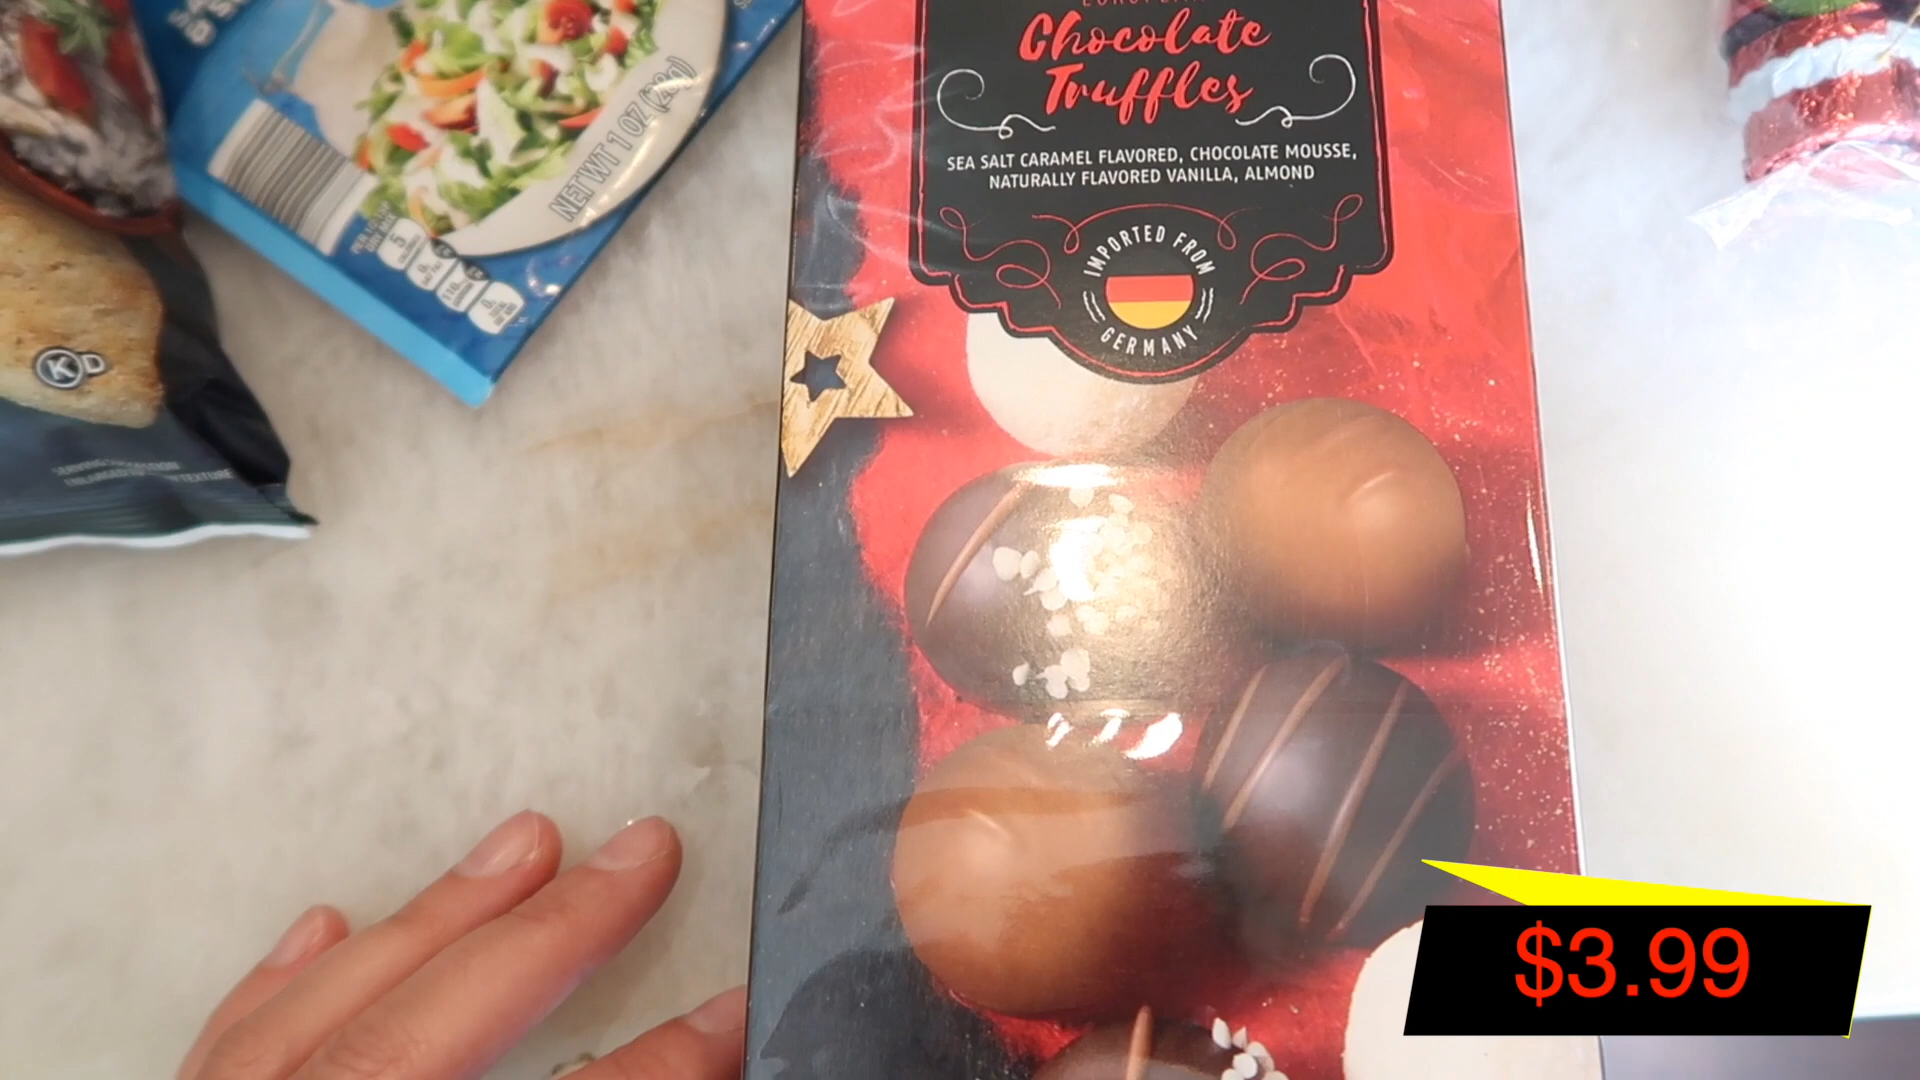 Chocolate
Truffles
SEA SALT CARAMEL FLAVORED, CHOCOLATE MOUSSE,
NATURALLY FLAVORED VANILLA, ALMOND
IMPORTED FROM
GERMANY
NET WT 1 OZ (28g)
K D
$3.99